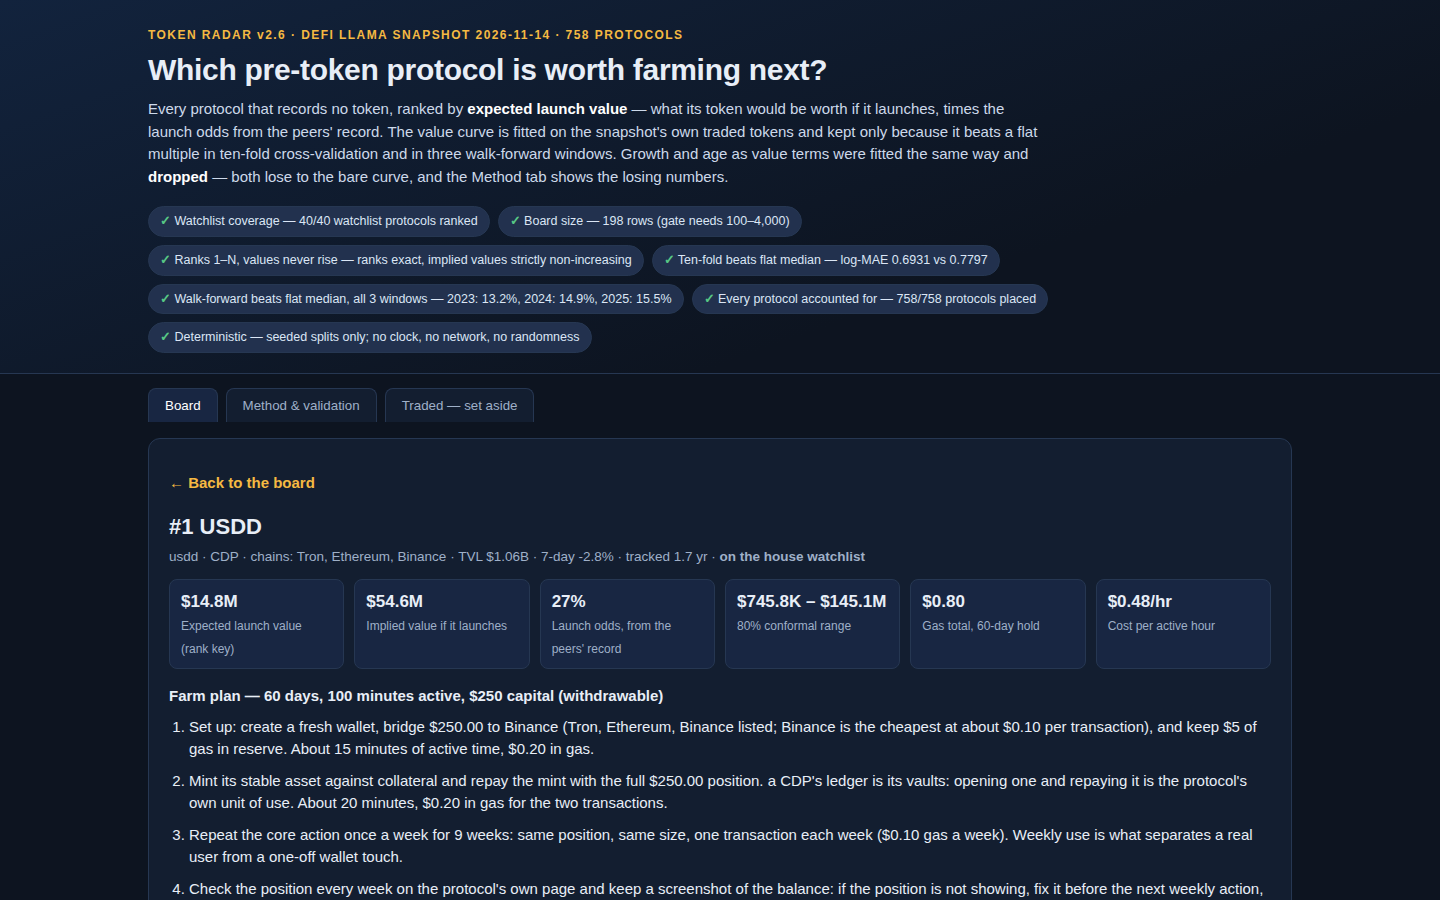 TOKEN RADAR v2.6 · DEFI LLAMA SNAPSHOT 2026-11-14 · 758 PROTOCOLS
Which pre-token protocol is worth farming next?
Every protocol that records no token, ranked by expected launch value — what its token would be worth if it launches, times the
launch odds from the peers' record. The value curve is fitted on the snapshot's own traded tokens and kept only because it beats a flat
multiple in ten-fold cross-validation and in three walk-forward windows. Growth and age as value terms were fitted the same way and
dropped — both lose to the bare curve, and the Method tab shows the losing numbers.
✓ Watchlist coverage — 40/40 watchlist protocols ranked
✓ Board size — 198 rows (gate needs 100–4,000)
✓ Ranks 1–N, values never rise — ranks exact, implied values strictly non-increasing
✓ Ten-fold beats flat median — log-MAE 0.6931 vs 0.7797
✓ Walk-forward beats flat median, all 3 windows — 2023: 13.2%, 2024: 14.9%, 2025: 15.5%
✓ Every protocol accounted for — 758/758 protocols placed
✓ Deterministic — seeded splits only; no clock, no network, no randomness
Board
Method & validation
Traded — set aside
← Back to the board
#1 USDD
usdd · CDP · chains: Tron, Ethereum, Binance · TVL $1.06B · 7-day -2.8% · tracked 1.7 yr · on the house watchlist
$14.8M
Expected launch value
(rank key)
$54.6M
Implied value if it launches
27%
Launch odds, from the
peers' record
$745.8K – $145.1M
80% conformal range
$0.80
Gas total, 60-day hold
$0.48/hr
Cost per active hour
Farm plan — 60 days, 100 minutes active, $250 capital (withdrawable)
1. Set up: create a fresh wallet, bridge $250.00 to Binance (Tron, Ethereum, Binance listed; Binance is the cheapest at about $0.10 per transaction), and keep $5 of
gas in reserve. About 15 minutes of active time, $0.20 in gas.
2. Mint its stable asset against collateral and repay the mint with the full $250.00 position. a CDP's ledger is its vaults: opening one and repaying it is the protocol's
own unit of use. About 20 minutes, $0.20 in gas for the two transactions.
3. Repeat the core action once a week for 9 weeks: same position, same size, one transaction each week ($0.10 gas a week). Weekly use is what separates a real
user from a one-off wallet touch.
4. Check the position every week on the protocol's own page and keep a screenshot of the balance: if the position is not showing, fix it before the next weekly action,